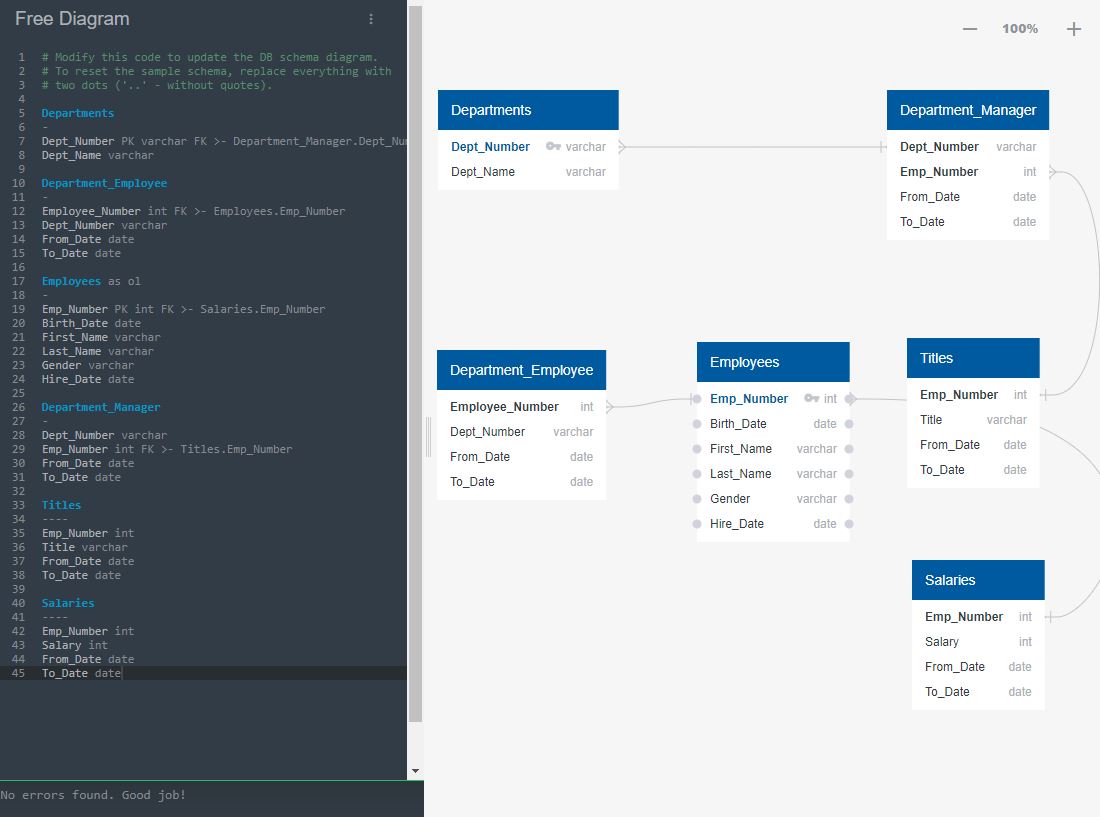 Free Diagram
1 # Modify this code to update the DB schema diagram.
2 # To reset the sample schema, replace everything with
3 # two dots ('..' - without quotes).
4
5 Departments
6 -
7 Dept_Number PK varchar FK >- Department_Manager.Dept_Nu
8 Dept_Name varchar
9
10 Department_Employee
11 -
12 Employee_Number int FK >- Employees.Emp_Number
13 Dept_Number varchar
14 From_Date date
15 To_Date date
16
17 Employees as ol
18 -
19 Emp_Number PK int FK >- Salaries.Emp_Number
20 Birth_Date date
21 First_Name varchar
22 Last_Name varchar
23 Gender varchar
24 Hire_Date date
25
26 Department_Manager
27 -
28 Dept_Number varchar
29 Emp_Number int FK >- Titles.Emp_Number
30 From_Date date
31 To_Date date
32
33 Titles
34 ----
35 Emp_Number int
36 Title varchar
37 From_Date date
38 To_Date date
39
40 Salaries
41 ----
42 Emp_Number int
43 Salary int
44 From_Date date
45 To_Date date
No errors found. Good job!
100%
Departments
Dept_Number varchar
Dept_Name varchar
Department_Manager
Dept_Number varchar
Emp_Number int
From_Date date
To_Date date
Department_Employee
Employee_Number int
Dept_Number varchar
From_Date date
To_Date date
Employees
Emp_Number int
Birth_Date date
First_Name varchar
Last_Name varchar
Gender varchar
Hire_Date date
Titles
Emp_Number int
Title varchar
From_Date date
To_Date date
Salaries
Emp_Number int
Salary int
From_Date date
To_Date date